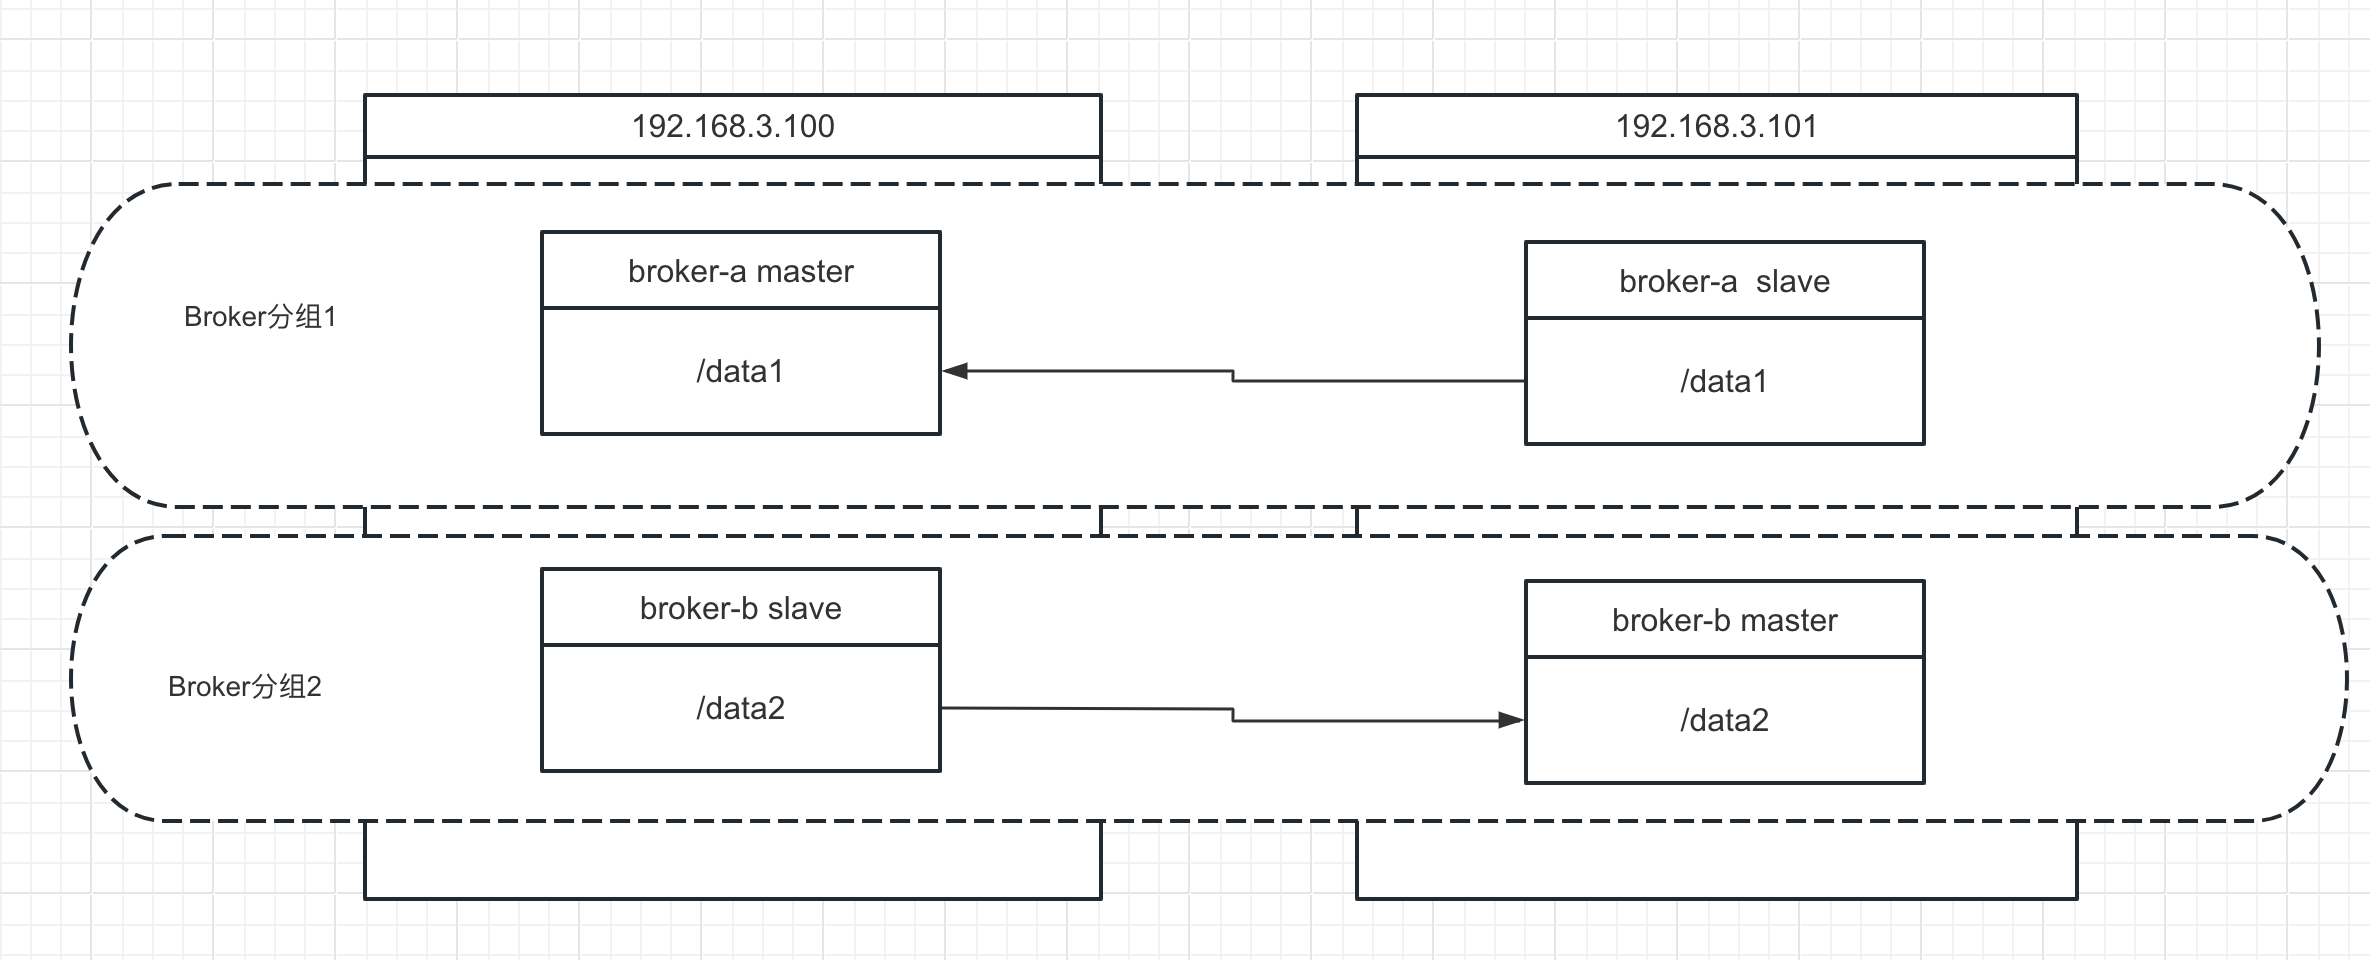 192.168.3.100
192.168.3.101
Broker分组1
broker-a master
/data1
broker-a  slave
/data1
Broker分组2
broker-b slave
/data2
broker-b master
/data2